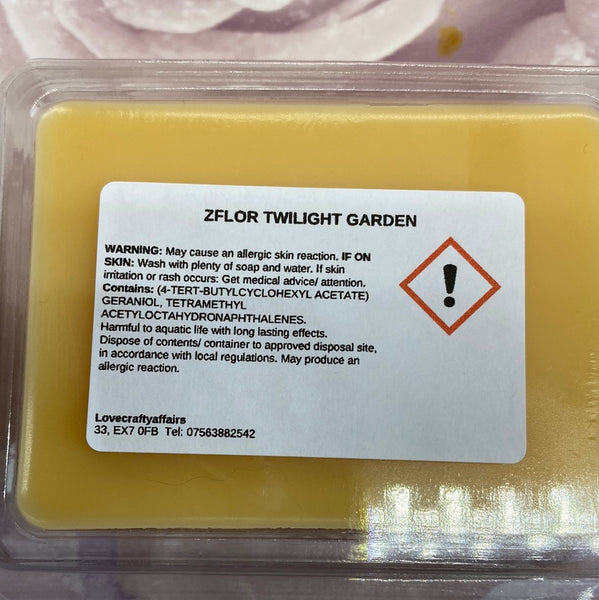 ZFLOR TWILIGHT GARDEN
WARNING: May cause an allergic skin reaction. IF ON
SKIN: Wash with plenty of soap and water. If skin
irritation or rash occurs: Get medical advice/ attention.
Contains: (4-TERT-BUTYLCYCLOHEXYL ACETATE)
GERANIOL, TETRAMETHYL
ACETYLOCTAHYDRONAPHTHALENES.
Harmful to aquatic life with long lasting effects.
Dispose of contents/ container to approved disposal site,
in accordance with local regulations. May produce an
allergic reaction.
Lovecraftyaffairs
33, EX7 0FB Tel: 07563882542